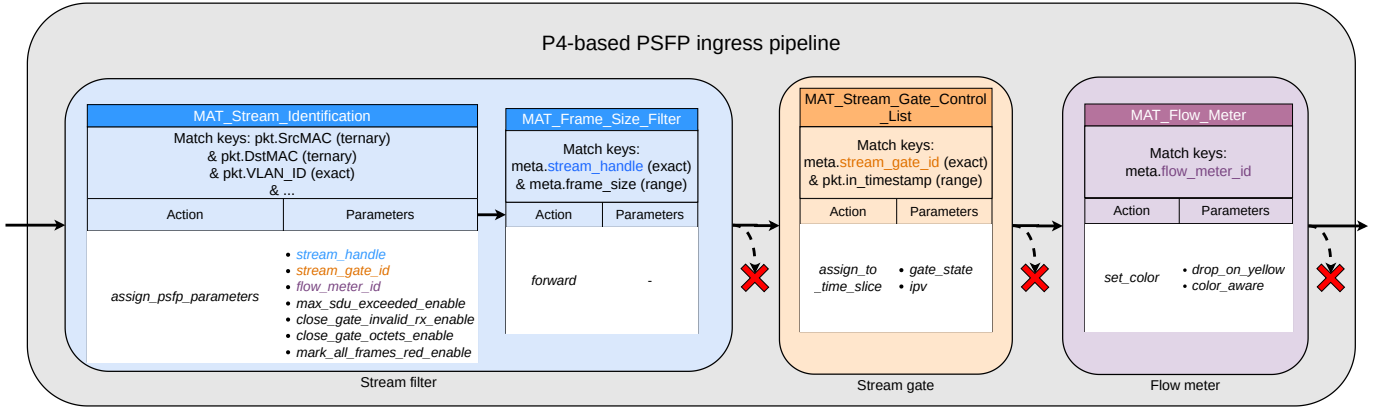 P4-based PSFP ingress pipeline
MAT_Stream_Identification
Match keys: pkt.SrcMAC (ternary)
& pkt.DstMAC (ternary)
& pkt.VLAN_ID (exact)
& ...
Action
Parameters
assign_psfp_parameters
• stream_handle
• stream_gate_id
• flow_meter_id
• max_sdu_exceeded_enable
• close_gate_invalid_rx_enable
• close_gate_octets_enable
• mark_all_frames_red_enable
MAT_Frame_Size_Filter
Match keys:
meta.stream_handle (exact)
& meta.frame_size (range)
Action
Parameters
forward
-
Stream filter
MAT_Stream_Gate_Control
_List
Match keys:
meta.stream_gate_id (exact)
& pkt.in_timestamp (range)
Action
Parameters
assign_to
_time_slice
• gate_state
• ipv
Stream gate
MAT_Flow_Meter
Match keys:
meta.flow_meter_id
Action
Parameters
set_color
• drop_on_yellow
• color_aware
Flow meter